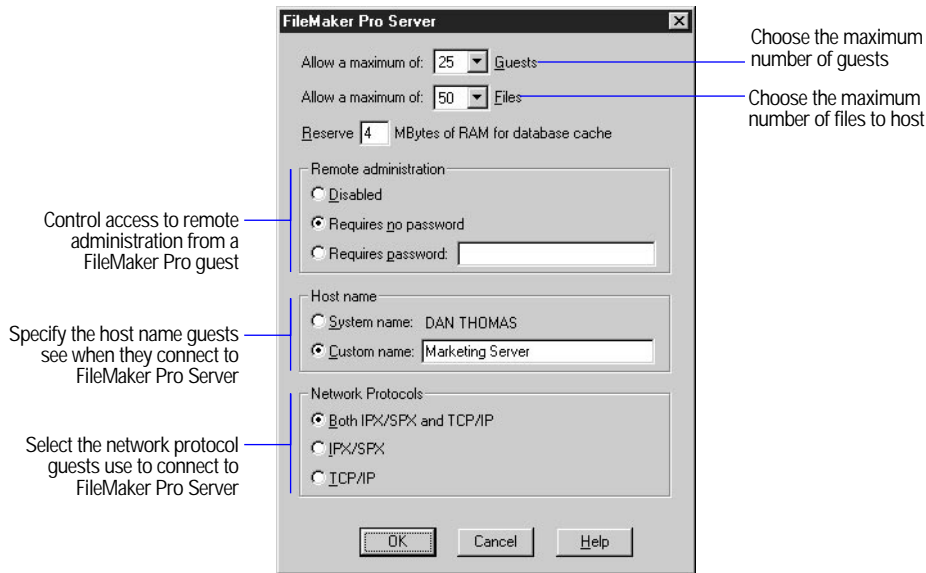 FileMaker Pro Server
Allow a maximum of: 25 Guests
Choose the maximum
number of guests
Allow a maximum of: 50 Files
Choose the maximum
number of files to host
Reserve 4 MBytes of RAM for database cache
Remote administration
Disabled
Requires no password
Requires password:
Control access to remote
administration from a
FileMaker Pro guest
Host name
System name: DAN THOMAS
Custom name: Marketing Server
Specify the host name guests
see when they connect to
FileMaker Pro Server
Network Protocols
Both IPX/SPX and TCP/IP
IPX/SPX
TCP/IP
Select the network protocol
guests use to connect to
FileMaker Pro Server
OK Cancel Help